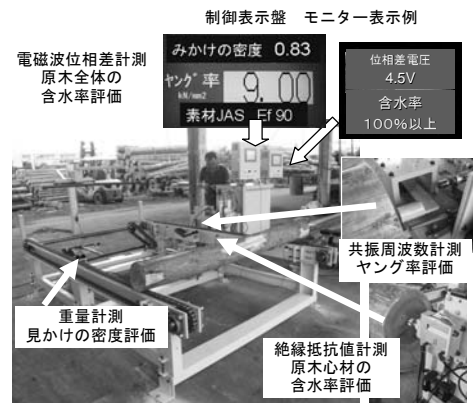 制御表示盤　モニター表示例
電磁波位相差計測
原木全体の
含水率評価
みかけの密度 0.83
ヤング率 9.00
kN/mm2
素材JAS Ef 90
位相差電圧
4.5V
含水率
100%以上
共振周波数計測
ヤング率評価
重量計測
見かけの密度評価
絶縁抵抗値計測
原木心材の
含水率評価